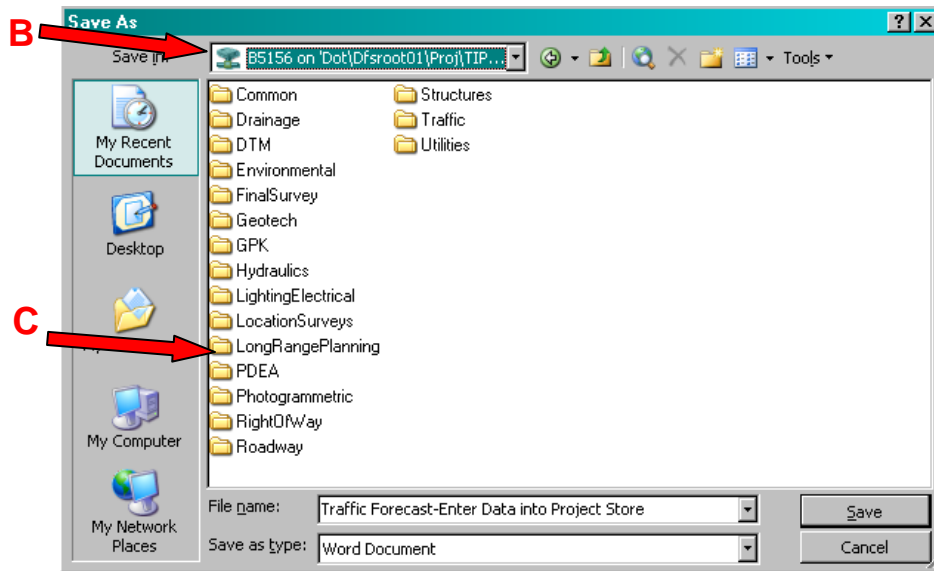 Save As
B
Save in:
B5156 on 'Dot\Dfsroot01\Proj\TIP...
Tools
My Recent
Documents
Desktop
My Computer
My Network
Places
Common
Drainage
DTM
Environmental
FinalSurvey
Geotech
GPK
Hydraulics
LightingElectrical
LocationSurveys
LongRangePlanning
PDEA
Photogrammetric
RightOfWay
Roadway
Structures
Traffic
Utilities
C
File name:
Traffic Forecast-Enter Data into Project Store
Save
Save as type:
Word Document
Cancel